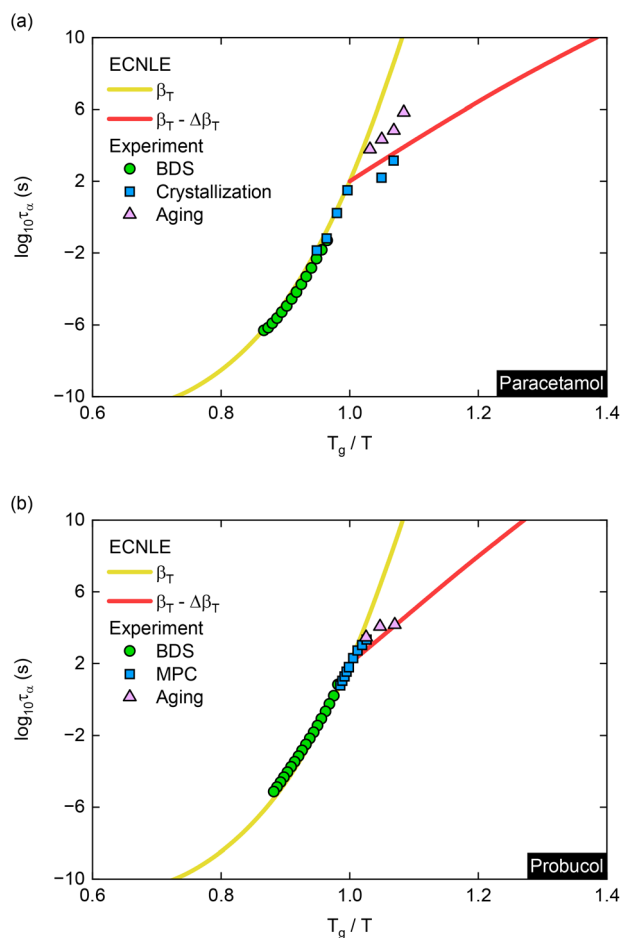 (a)
10
6
2
−2
−6
−10
log₁₀τα (s)
ECNLE
βT
βT - ΔβT
Experiment
BDS
Crystallization
Aging
Paracetamol
0.6
0.8
1.0
1.2
1.4
Tg / T
(b)
10
6
2
−2
−6
−10
log₁₀τα (s)
ECNLE
βT
βT - ΔβT
Experiment
BDS
MPC
Aging
Probucol
0.6
0.8
1.0
1.2
1.4
Tg / T